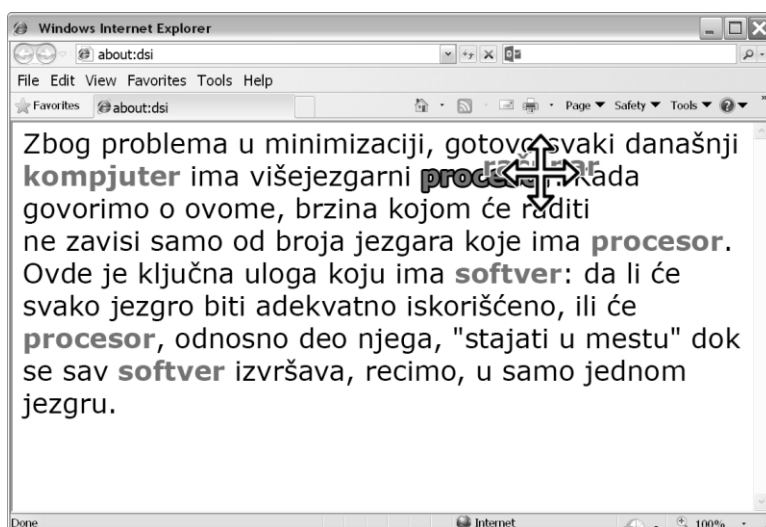 Windows Internet Explorer
about:dsi
File Edit View Favorites Tools Help
Favorites about:dsi Page Safety Tools
Zbog problema u minimizaciji, gotovo svaki današnji
kompjuter ima višejezgarni procesor. Kada
računar
govorimo o ovome, brzina kojom će raditi
ne zavisi samo od broja jezgara koje ima procesor.
Ovde je ključna uloga koju ima softver: da li će
svako jezgro biti adekvatno iskorišćeno, ili će
procesor, odnosno deo njega, "stajati u mestu" dok
se sav softver izvršava, recimo, u samo jednom
jezgru.
Done Internet 100%